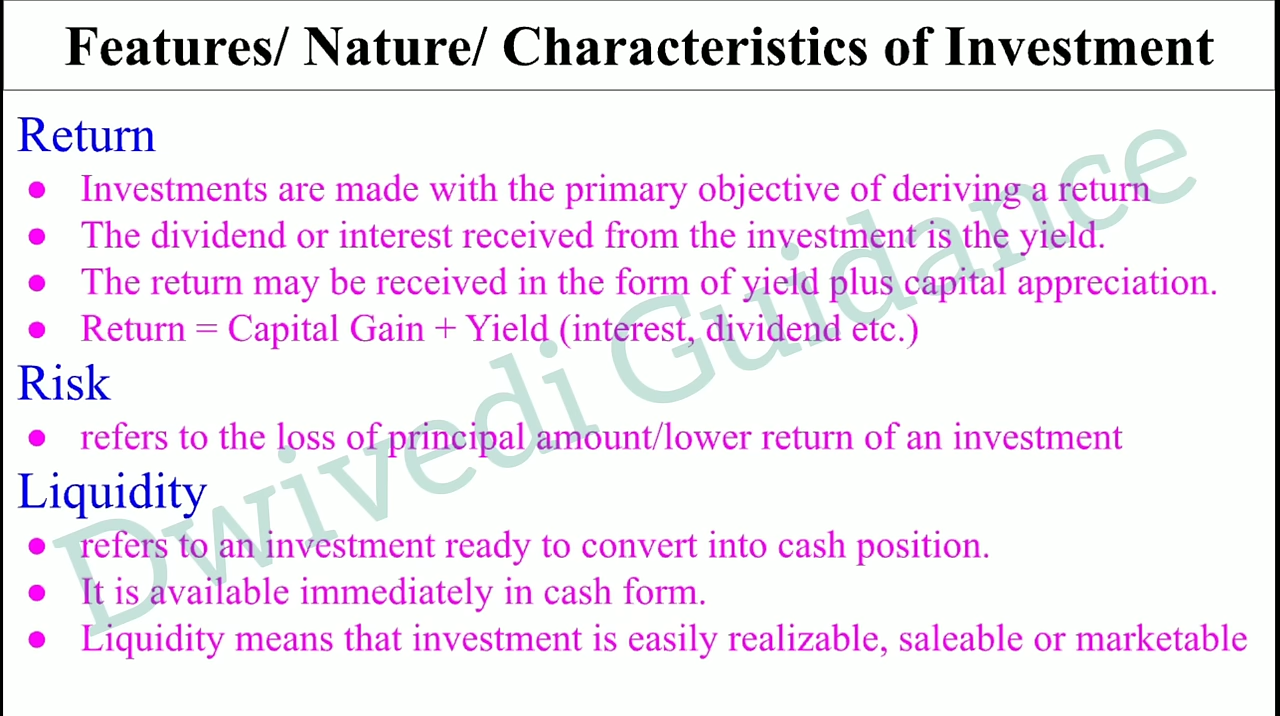 Features/ Nature/ Characteristics of Investment
Return
● Investments are made with the primary objective of deriving a return
● The dividend or interest received from the investment is the yield.
● The return may be received in the form of yield plus capital appreciation.
● Return = Capital Gain + Yield (interest, dividend etc.)
Risk
● refers to the loss of principal amount/lower return of an investment
Liquidity
● refers to an investment ready to convert into cash position.
● It is available immediately in cash form.
● Liquidity means that investment is easily realizable, saleable or marketable
Dwivedi Guidance